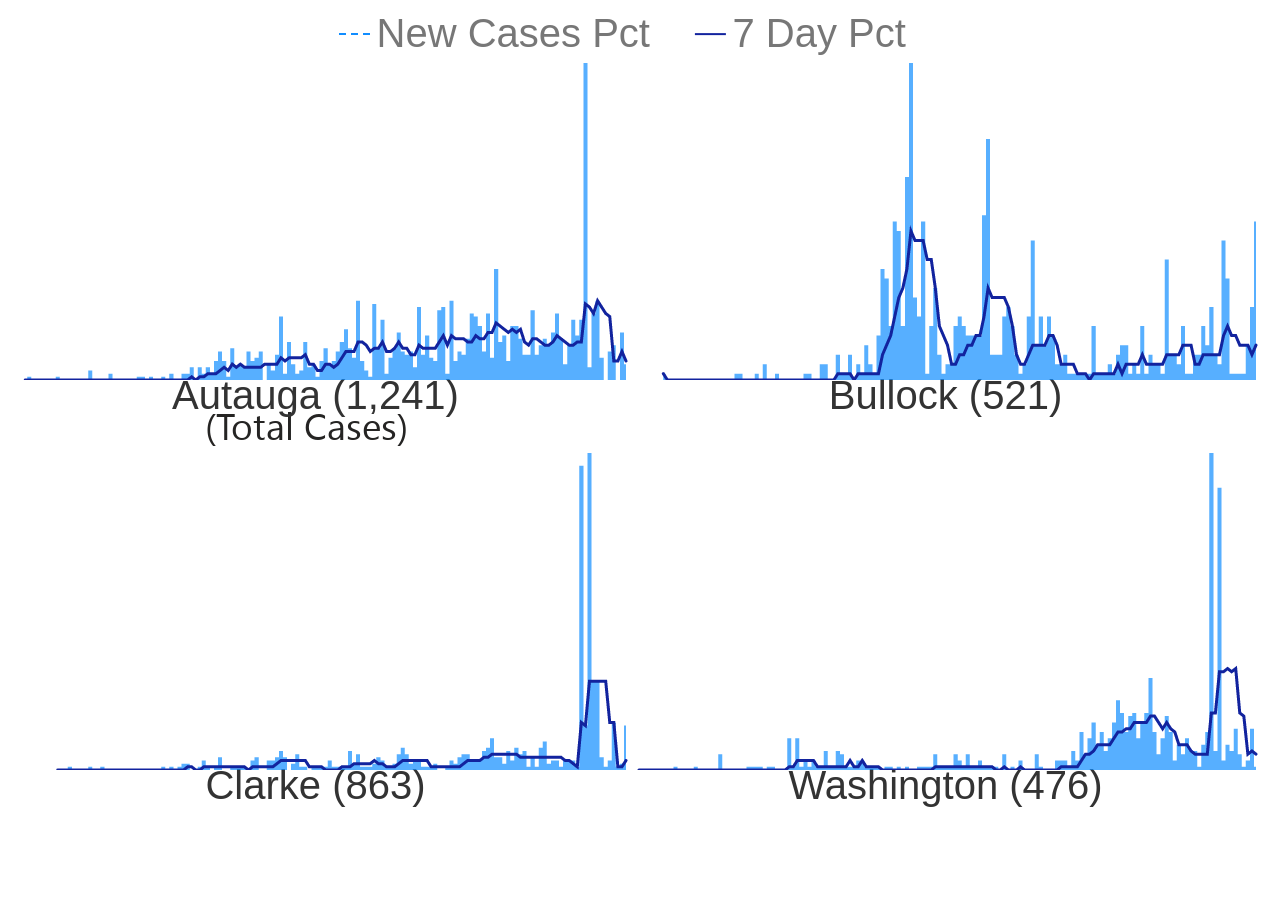 New Cases Pct 7 Day Pct
Autauga (1,241)
(Total Cases)
Bullock (521)
Clarke (863)
Washington (476)